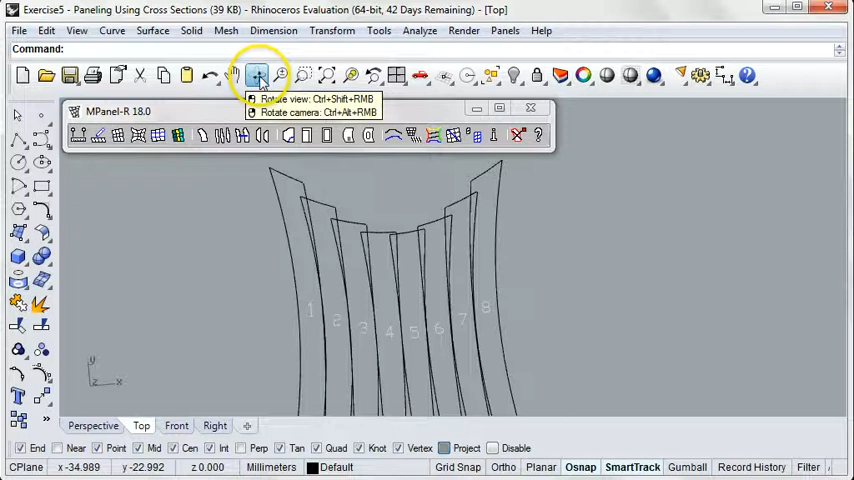 Exercise5 - Paneling Using Cross Sections (39 KB) - Rhinoceros Evaluation (64-bit, 42 Days Remaining) - [Top]
File Edit View Curve Surface Solid Mesh Dimension Transform Tools Analyze Render Panels Help
Command:
Rotate view: Ctrl+Shift+RMB
Rotate camera: Ctrl+Alt+RMB
MPanel-R 18.0
1 2 3 4 5 6 7 8
y
z x
Perspective Top Front Right
End Near Point Mid Cen Int Perp Tan Quad Knot Vertex Project Disable
CPlane x -34.989 y -22.992 z 0.000 Millimeters Default Grid Snap Ortho Planar Osnap SmartTrack Gumball Record History Filter